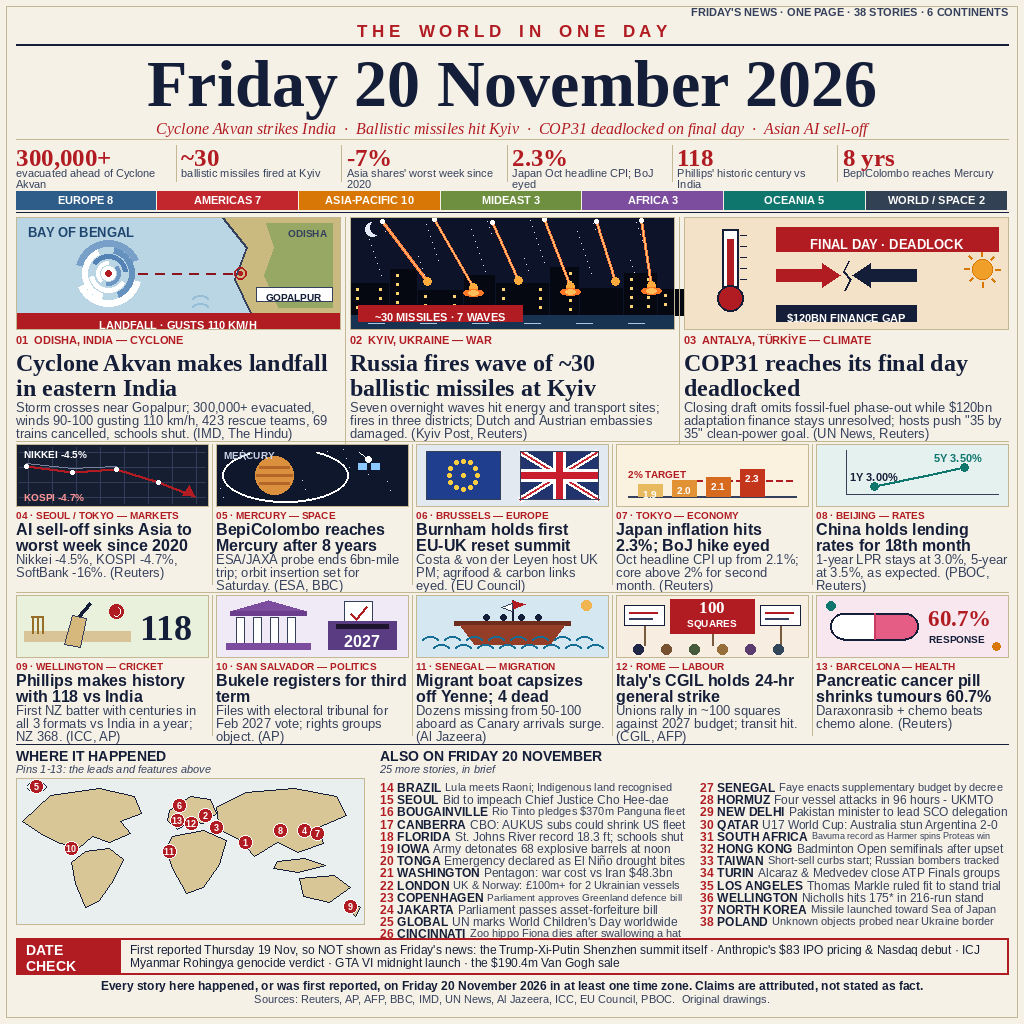 FRIDAY'S NEWS · ONE PAGE · 38 STORIES · 6 CONTINENTS
THE WORLD IN ONE DAY
Friday 20 November 2026
Cyclone Akvan strikes India · Ballistic missiles hit Kyiv · COP31 deadlocked on final day · Asian AI sell-off
300,000+
evacuated ahead of Cyclone
Akvan
~30
ballistic missiles fired at Kyiv
-7%
Asia shares' worst week since
2020
2.3%
Japan Oct headline CPI; BoJ
eyed
118
Phillips' historic century vs
India
8 yrs
BepiColombo reaches Mercury
EUROPE 8
AMERICAS 7
ASIA-PACIFIC 10
MIDEAST 3
AFRICA 3
OCEANIA 5
WORLD / SPACE 2
BAY OF BENGAL
ODISHA
GOPALPUR
LANDFALL · GUSTS 110 KM/H
01 ODISHA, INDIA — CYCLONE
Cyclone Akvan makes landfall
in eastern India
Storm crosses near Gopalpur; 300,000+ evacuated,
winds 90-100 gusting 110 km/h, 423 rescue teams, 69
trains cancelled, schools shut. (IMD, The Hindu)
~30 MISSILES · 7 WAVES
02 KYIV, UKRAINE — WAR
Russia fires wave of ~30
ballistic missiles at Kyiv
Seven overnight waves hit energy and transport sites;
fires in three districts; Dutch and Austrian embassies
damaged. (Kyiv Post, Reuters)
FINAL DAY · DEADLOCK
$120BN FINANCE GAP
03 ANTALYA, TÜRKİYE — CLIMATE
COP31 reaches its final day
deadlocked
Closing draft omits fossil-fuel phase-out while $120bn
adaptation finance stays unresolved; hosts push "35 by
35" clean-power goal. (UN News, Reuters)
NIKKEI -4.5%
KOSPI -4.7%
04 · SEOUL / TOKYO — MARKETS
AI sell-off sinks Asia to
worst week since 2020
Nikkei -4.5%, KOSPI -4.7%,
SoftBank -16%. (Reuters)
MERCURY
05 · MERCURY — SPACE
BepiColombo reaches
Mercury after 8 years
ESA/JAXA probe ends 6bn-mile
trip; orbit insertion set for
Saturday. (ESA, BBC)
06 · BRUSSELS — EUROPE
Burnham holds first
EU-UK reset summit
Costa & von der Leyen host UK
PM; agrifood & carbon links
eyed. (EU Council)
2% TARGET
1.9
2.0
2.1
2.3
07 · TOKYO — ECONOMY
Japan inflation hits
2.3%; BoJ hike eyed
Oct headline CPI up from 2.1%;
core above 2% for second
month. (Reuters)
5Y 3.50%
1Y 3.00%
08 · BEIJING — RATES
China holds lending
rates for 18th month
1-year LPR stays at 3.0%, 5-year
at 3.5%, as expected. (PBOC,
Reuters)
118
09 · WELLINGTON — CRICKET
Phillips makes history
with 118 vs India
First NZ batter with centuries in
all 3 formats vs India in a year;
NZ 368. (ICC, AP)
2027
10 · SAN SALVADOR — POLITICS
Bukele registers for third
term
Files with electoral tribunal for
Feb 2027 vote; rights groups
object. (AP)
11 · SENEGAL — MIGRATION
Migrant boat capsizes
off Yenne; 4 dead
Dozens missing from 50-100
aboard as Canary arrivals surge.
(Al Jazeera)
100
SQUARES
12 · ROME — LABOUR
Italy's CGIL holds 24-hr
general strike
Unions rally in ~100 squares
against 2027 budget; transit hit.
(CGIL, AFP)
60.7%
RESPONSE
13 · BARCELONA — HEALTH
Pancreatic cancer pill
shrinks tumours 60.7%
Daraxonrasib + chemo beats
chemo alone. (Reuters)
WHERE IT HAPPENED
Pins 1-13: the leads and features above
5
6
13
12
2
3
10
11
1
8
4
7
9
ALSO ON FRIDAY 20 NOVEMBER
25 more stories, in brief
14 BRAZIL Lula meets Raoni; Indigenous land recognised
15 SEOUL Bid to impeach Chief Justice Cho Hee-dae
16 BOUGAINVILLE Rio Tinto pledges $370m Panguna fleet
17 CANBERRA CBO: AUKUS subs could shrink US fleet
18 FLORIDA St. Johns River record 18.3 ft; schools shut
19 IOWA Army detonates 68 explosive barrels at noon
20 TONGA Emergency declared as El Niño drought bites
21 WASHINGTON Pentagon: war cost vs Iran $48.3bn
22 LONDON UK & Norway: £100m+ for 2 Ukrainian vessels
23 COPENHAGEN Parliament approves Greenland defence bill
24 JAKARTA Parliament passes asset-forfeiture bill
25 GLOBAL UN marks World Children's Day worldwide
26 CINCINNATI Zoo hippo Fiona dies after swallowing a hat
27 SENEGAL Faye enacts supplementary budget by decree
28 HORMUZ Four vessel attacks in 96 hours - UKMTO
29 NEW DELHI Pakistan minister to lead SCO delegation
30 QATAR U17 World Cup: Australia stun Argentina 2-0
31 SOUTH AFRICA Bavuma record as Harmer spins Proteas win
32 HONG KONG Badminton Open semifinals after upset
33 TAIWAN Short-sell curbs start; Russian bombers tracked
34 TURIN Alcaraz & Medvedev close ATP Finals groups
35 LOS ANGELES Thomas Markle ruled fit to stand trial
36 WELLINGTON Nicholls hits 175* in 216-run stand
37 NORTH KOREA Missile launched toward Sea of Japan
38 POLAND Unknown objects probed near Ukraine border
DATE
CHECK
First reported Thursday 19 Nov, so NOT shown as Friday's news: the Trump-Xi-Putin Shenzhen summit itself · Anthropic's $83 IPO pricing & Nasdaq debut · ICJ
Myanmar Rohingya genocide verdict · GTA VI midnight launch · the $190.4m Van Gogh sale
Every story here happened, or was first reported, on Friday 20 November 2026 in at least one time zone. Claims are attributed, not stated as fact.
Sources: Reuters, AP, AFP, BBC, IMD, UN News, Al Jazeera, ICC, EU Council, PBOC. Original drawings.